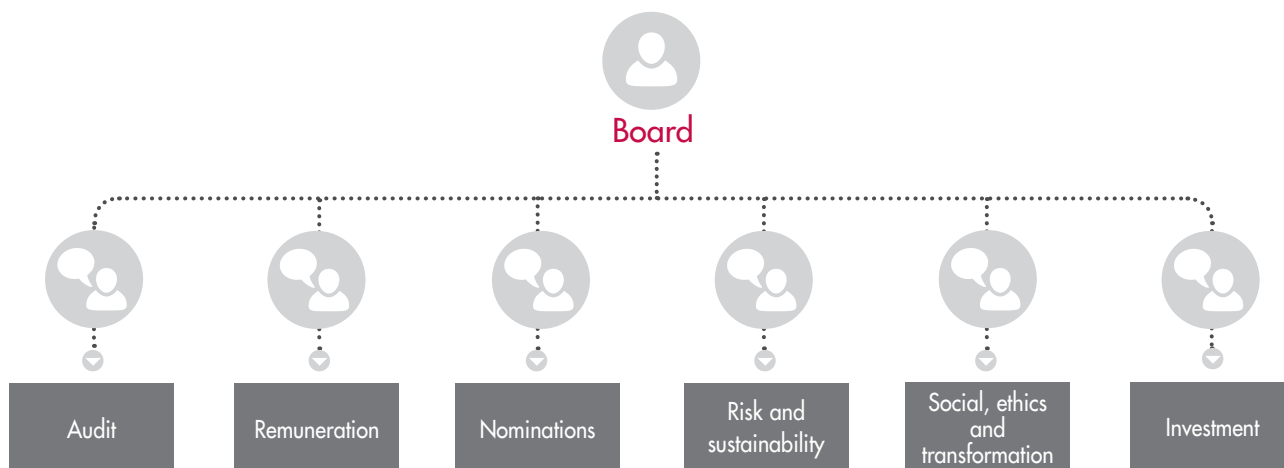 Board
Audit
Remuneration
Nominations
Risk and
sustainability
Social, ethics
and
transformation
Investment